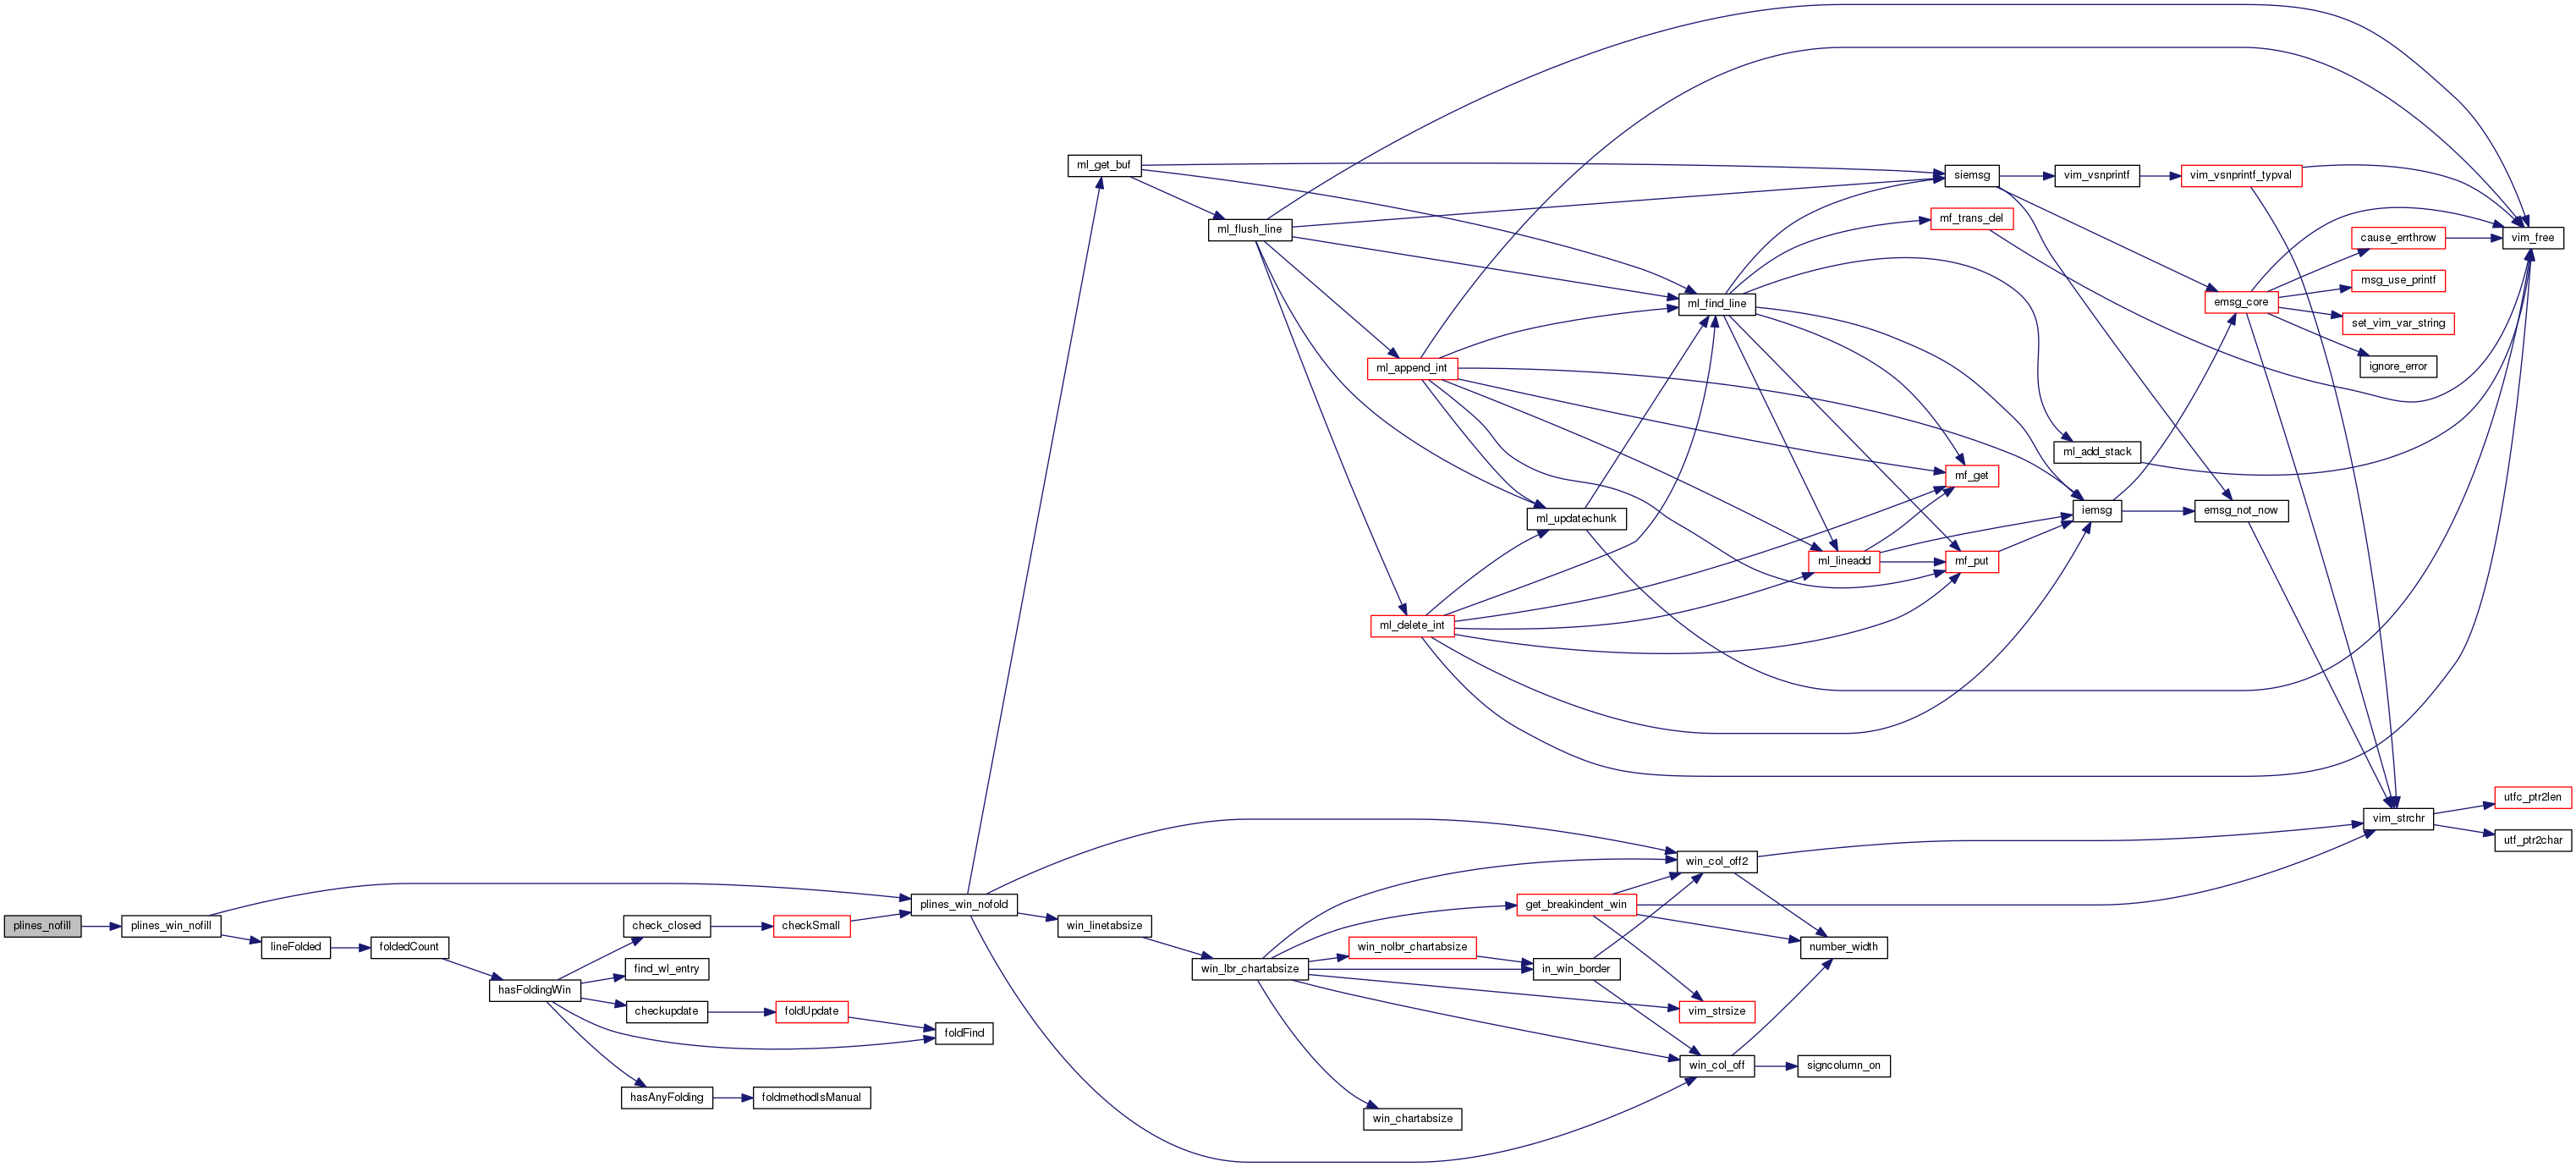 ml_get_buf
siemsg
vim_vsnprintf
vim_vsnprintf_typval
mf_trans_del
ml_flush_line
cause_errthrow
vim_free
msg_use_printf
ml_find_line
emsg_core
set_vim_var_string
ml_append_int
ignore_error
ml_add_stack
mf_get
ml_updatechunk
iemsg
emsg_not_now
ml_lineadd
mf_put
ml_delete_int
utfc_ptr2len
vim_strchr
utf_ptr2char
win_col_off2
plines_nofill
plines_win_nofill
check_closed
checkSmall
plines_win_nofold
get_breakindent_win
win_linetabsize
lineFolded
foldedCount
win_nolbr_chartabsize
number_width
find_wl_entry
win_lbr_chartabsize
in_win_border
hasFoldingWin
checkupdate
foldUpdate
vim_strsize
foldFind
win_col_off
signcolumn_on
hasAnyFolding
foldmethodIsManual
win_chartabsize